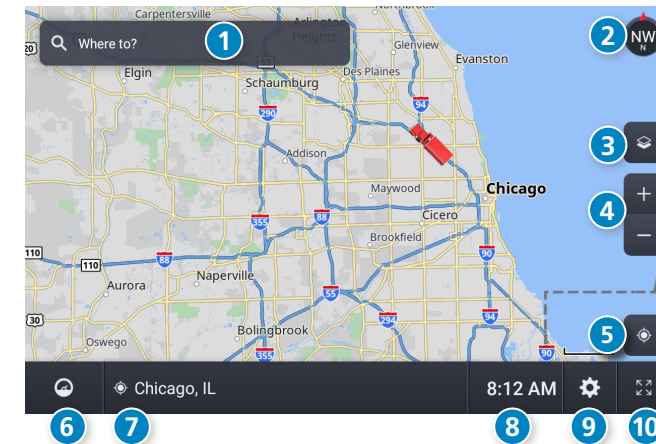 Northbrook
Carpentersville
Arlington
Heights
20
Where to?
1
2
NW
N
53
Glenview
Evanston
Elgin
Des Plaines
Schaumburg
94
290
3
Addison
+
Maywood
Chicago
4
355
88
Cicero
−
Brookfield
110
88
110
90
Naperville
Aurora
55
30
294
94
5
Bolingbrook
Oswego
355
90
Chicago, IL
8:12 AM
6
7
8
9
10